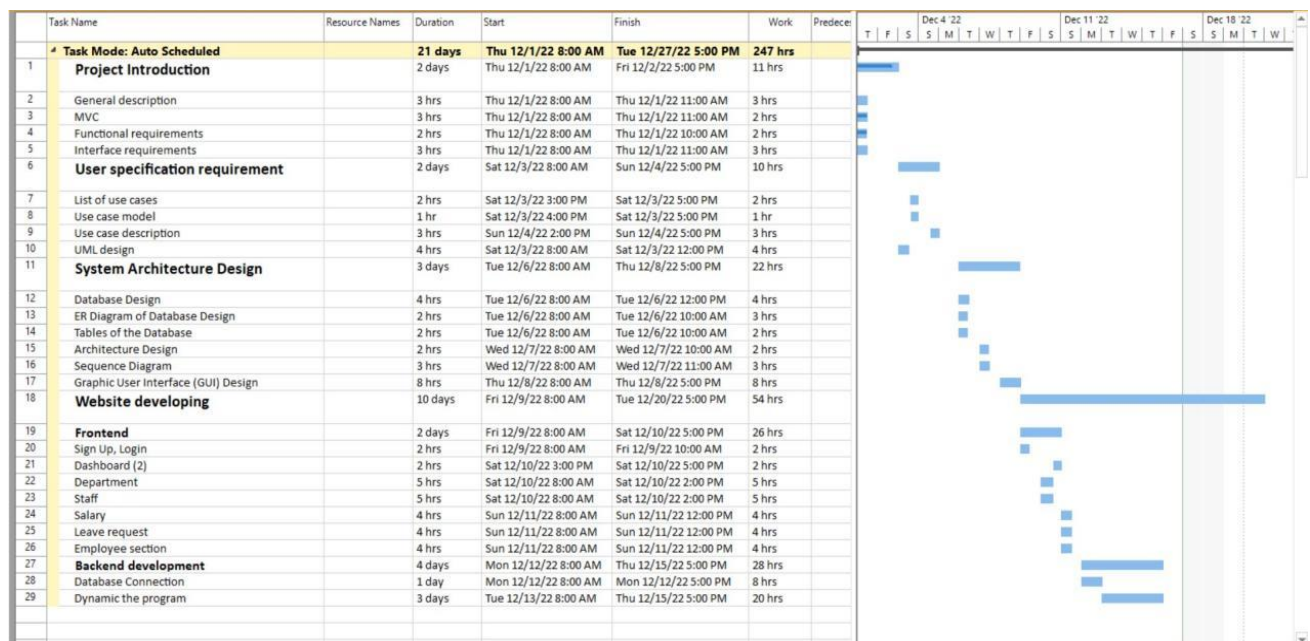 Task Name Resource Names Duration Start Finish Work Predeces
Dec 4 '22 Dec 11 '22 Dec 18 '22
T F S S M T W T F S S M T W T F S S M T W
Task Mode: Auto Scheduled 21 days Thu 12/1/22 8:00 AM Tue 12/27/22 5:00 PM 247 hrs
1 Project Introduction 2 days Thu 12/1/22 8:00 AM Fri 12/2/22 5:00 PM 11 hrs
2 General description 3 hrs Thu 12/1/22 8:00 AM Thu 12/1/22 11:00 AM 3 hrs
3 MVC 3 hrs Thu 12/1/22 8:00 AM Thu 12/1/22 11:00 AM 2 hrs
4 Functional requirements 2 hrs Thu 12/1/22 8:00 AM Thu 12/1/22 10:00 AM 2 hrs
5 Interface requirements 3 hrs Thu 12/1/22 8:00 AM Thu 12/1/22 11:00 AM 3 hrs
6 User specification requirement 2 days Sat 12/3/22 8:00 AM Sun 12/4/22 5:00 PM 10 hrs
7 List of use cases 2 hrs Sat 12/3/22 3:00 PM Sat 12/3/22 5:00 PM 2 hrs
8 Use case model 1 hr Sat 12/3/22 4:00 PM Sat 12/3/22 5:00 PM 1 hr
9 Use case description 3 hrs Sun 12/4/22 2:00 PM Sun 12/4/22 5:00 PM 3 hrs
10 UML design 4 hrs Sat 12/3/22 8:00 AM Sat 12/3/22 12:00 PM 4 hrs
11 System Architecture Design 3 days Tue 12/6/22 8:00 AM Thu 12/8/22 5:00 PM 22 hrs
12 Database Design 4 hrs Tue 12/6/22 8:00 AM Tue 12/6/22 12:00 PM 4 hrs
13 ER Diagram of Database Design 2 hrs Tue 12/6/22 8:00 AM Tue 12/6/22 10:00 AM 3 hrs
14 Tables of the Database 2 hrs Tue 12/6/22 8:00 AM Tue 12/6/22 10:00 AM 2 hrs
15 Architecture Design 2 hrs Wed 12/7/22 8:00 AM Wed 12/7/22 10:00 AM 2 hrs
16 Sequence Diagram 3 hrs Wed 12/7/22 8:00 AM Wed 12/7/22 11:00 AM 3 hrs
17 Graphic User Interface (GUI) Design 8 hrs Thu 12/8/22 8:00 AM Thu 12/8/22 5:00 PM 8 hrs
18 Website developing 10 days Fri 12/9/22 8:00 AM Tue 12/20/22 5:00 PM 54 hrs
19 Frontend 2 days Fri 12/9/22 8:00 AM Sat 12/10/22 5:00 PM 26 hrs
20 Sign Up, Login 2 hrs Fri 12/9/22 8:00 AM Fri 12/9/22 10:00 AM 2 hrs
21 Dashboard (2) 2 hrs Sat 12/10/22 3:00 PM Sat 12/10/22 5:00 PM 2 hrs
22 Department 5 hrs Sat 12/10/22 8:00 AM Sat 12/10/22 2:00 PM 5 hrs
23 Staff 5 hrs Sat 12/10/22 8:00 AM Sat 12/10/22 2:00 PM 5 hrs
24 Salary 4 hrs Sun 12/11/22 8:00 AM Sun 12/11/22 12:00 PM 4 hrs
25 Leave request 4 hrs Sun 12/11/22 8:00 AM Sun 12/11/22 12:00 PM 4 hrs
26 Employee section 4 hrs Sun 12/11/22 8:00 AM Sun 12/11/22 12:00 PM 4 hrs
27 Backend development 4 days Mon 12/12/22 8:00 AM Thu 12/15/22 5:00 PM 28 hrs
28 Database Connection 1 day Mon 12/12/22 8:00 AM Mon 12/12/22 5:00 PM 8 hrs
29 Dynamic the program 3 days Tue 12/13/22 8:00 AM Thu 12/15/22 5:00 PM 20 hrs